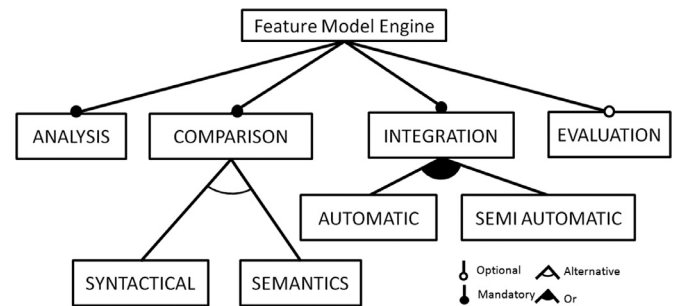 Feature Model Engine
ANALYSIS COMPARISON INTEGRATION EVALUATION
AUTOMATIC SEMI AUTOMATIC
SYNTACTICAL SEMANTICS
Optional Alternative
Mandatory Or